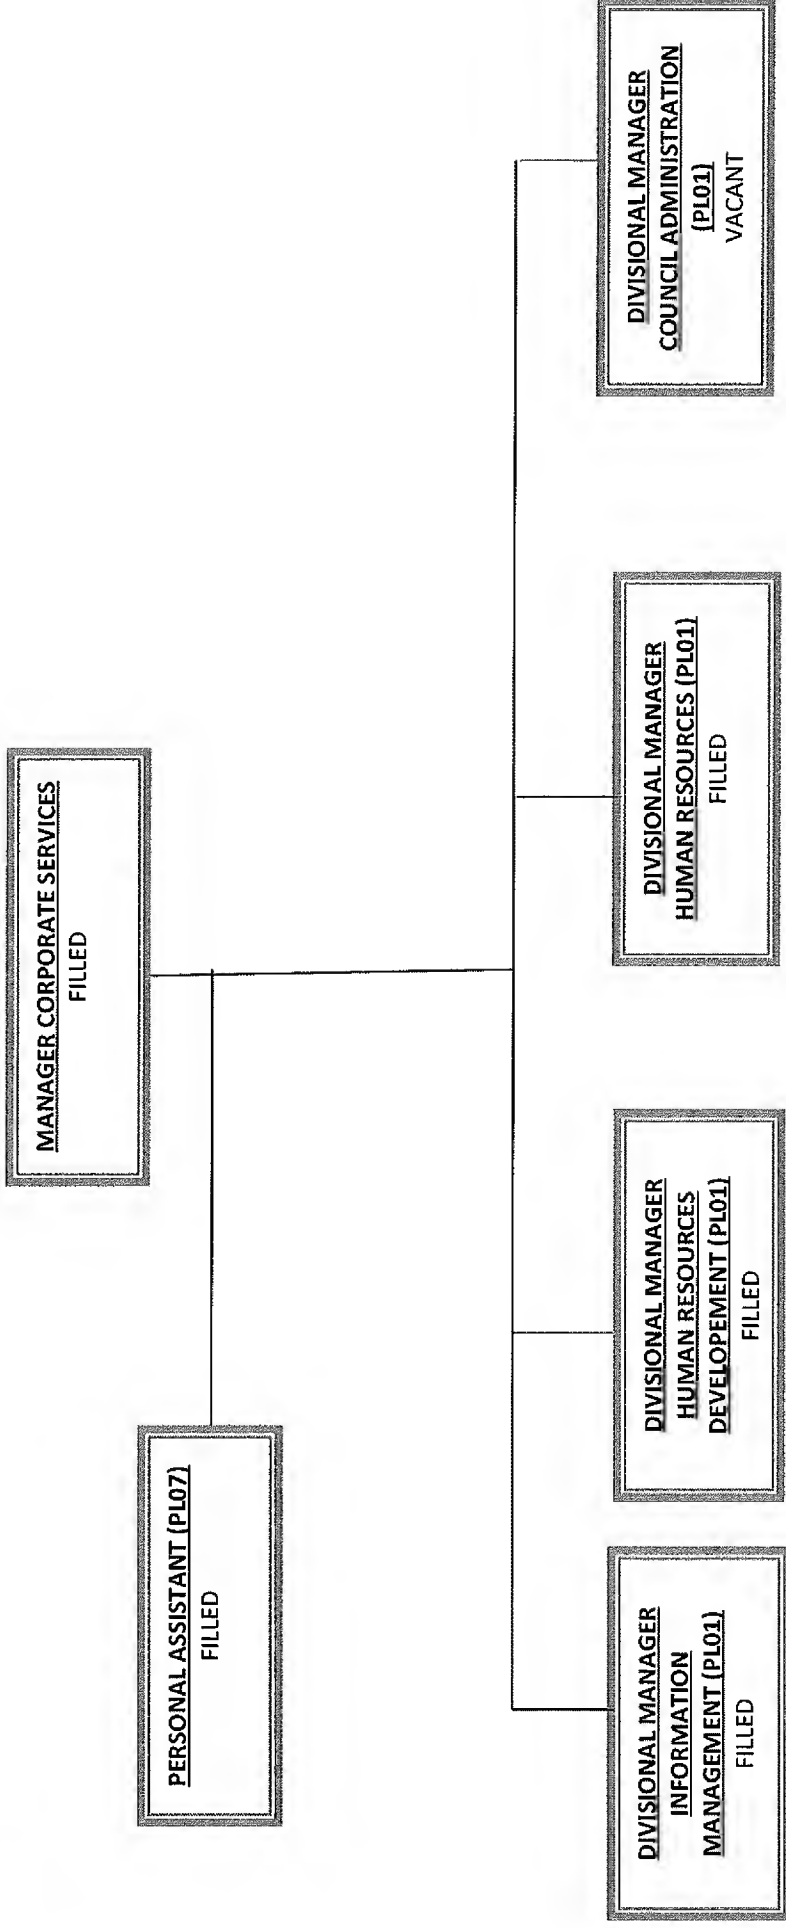 MANAGER CORPORATE SERVICES
FILLED
PERSONAL ASSISTANT (PL07)
FILLED
DIVISIONAL MANAGER
INFORMATION
MANAGEMENT (PL01)
FILLED
DIVISIONAL MANAGER
HUMAN RESOURCES
DEVELOPEMENT (PL01)
FILLED
DIVISIONAL MANAGER
HUMAN RESOURCES (PL01)
FILLED
DIVISIONAL MANAGER
COUNCIL ADMINISTRATION
(PL01)
VACANT